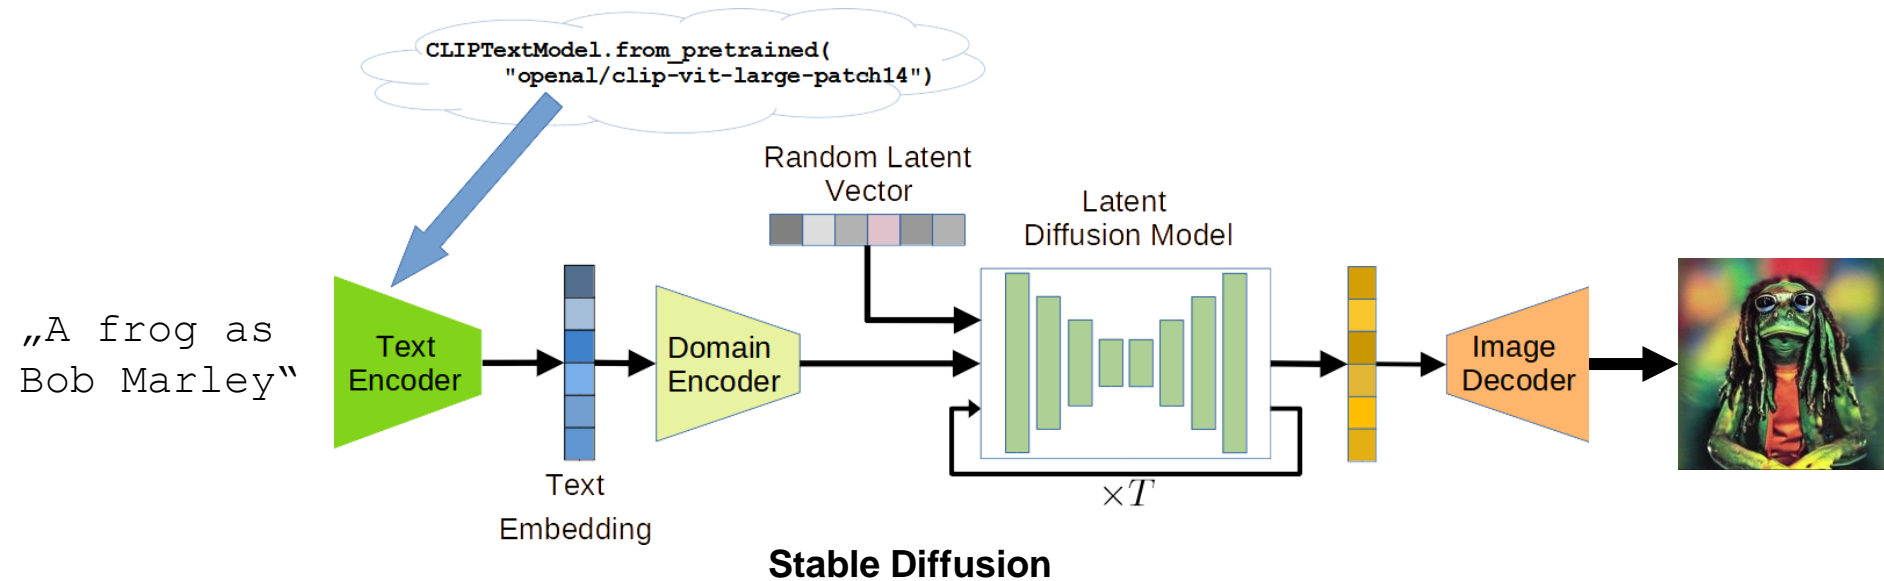 CLIPTextModel.from_pretrained(
"openal/clip-vit-large-patch14")
Random Latent
Vector
Latent
Diffusion Model
„A frog as
Bob Marley“
Text
Encoder
Domain
Encoder
Image
Decoder
Text
Embedding
×T
Stable Diffusion